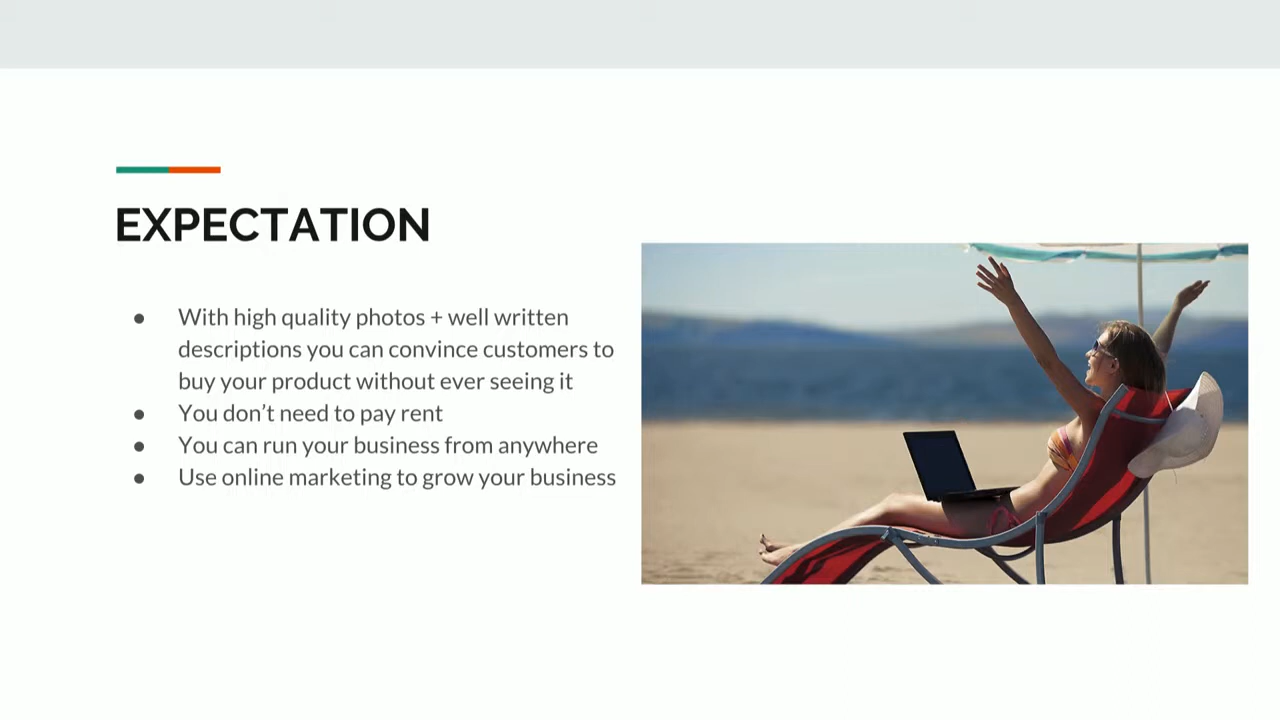 EXPECTATION
● With high quality photos + well written
descriptions you can convince customers to
buy your product without ever seeing it
● You don’t need to pay rent
● You can run your business from anywhere
● Use online marketing to grow your business